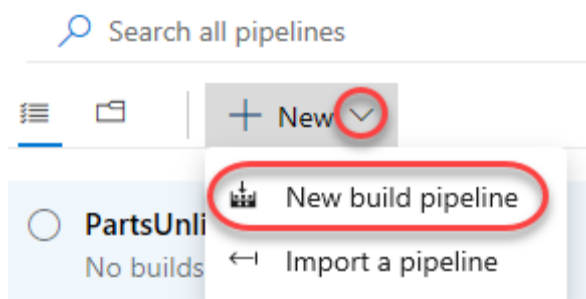 Search all pipelines
New
New build pipeline
PartsUnli
No builds
Import a pipeline